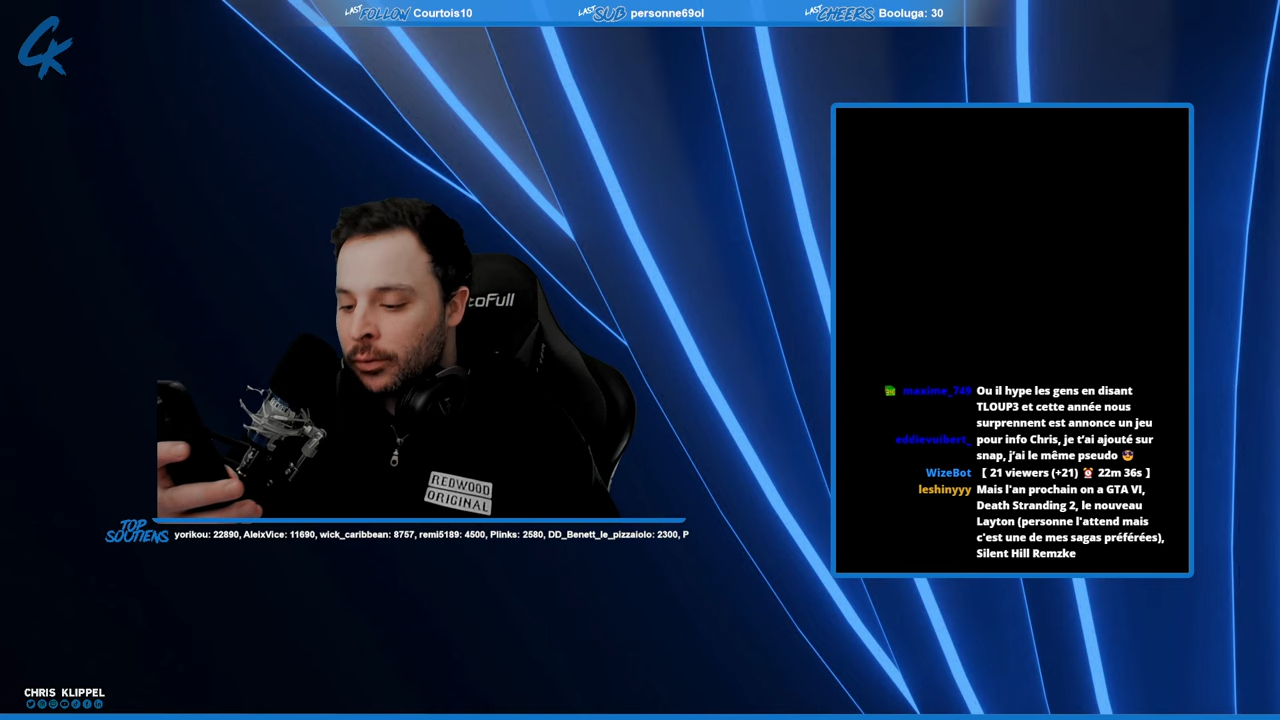 LAST FOLLOW Courtois10 LAST SUB personne69ol LAST CHEERS Booluga: 30
CK
toFull
maxime_749 Ou il hype les gens en disant
TLOUP3 et cette année nous
surprennent est annonce un jeu
eddievuibert_ pour info Chris, je t'ai ajouté sur
snap, j'ai le même pseudo
WizeBot [ 21 viewers (+21) 22m 36s ]
leshinyyy Mais l'an prochain on a GTA VI,
Death Stranding 2, le nouveau
Layton (personne l'attend mais
c'est une de mes sagas préférées),
Silent Hill Remzke
REDWOOD
ORIGINAL
TOP SOUTIENS yorikou: 22890, AleixVice: 11690, wick_caribbean: 8757, remi5189: 4500, Plinks: 2580, DD_Benett_le_pizzaiolo: 2300, P
CHRIS KLIPPEL